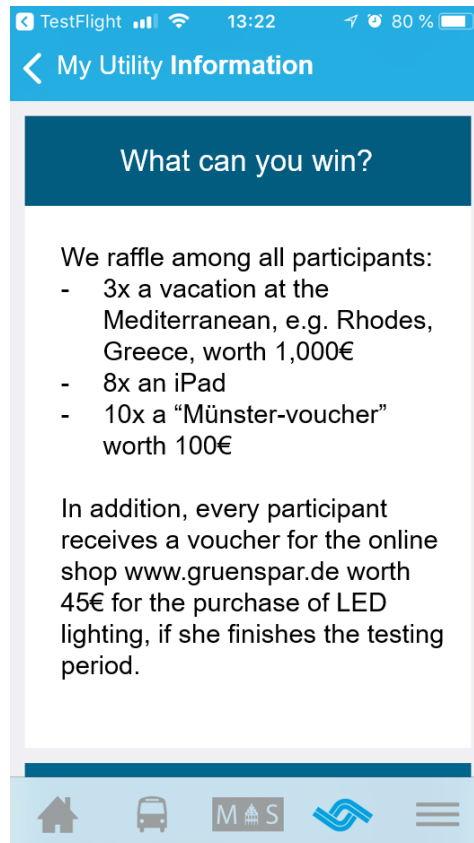 TestFlight 13:22 80 %
My Utility Information
What can you win?
We raffle among all participants:
- 3x a vacation at the
Mediterranean, e.g. Rhodes,
Greece, worth 1,000€
- 8x an iPad
- 10x a “Münster-voucher”
worth 100€
In addition, every participant
receives a voucher for the online
shop www.gruenspar.de worth
45€ for the purchase of LED
lighting, if she finishes the testing
period.
M S